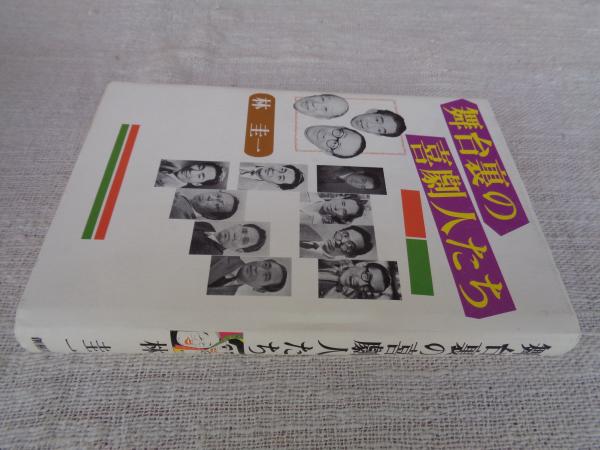 舞台裏の
喜劇人たち
林 圭一
舞台裏の喜劇人たち
林 圭一